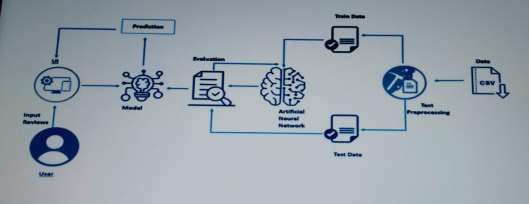 Train Data
Prediction
UI
Evaluation
Data
CSV
Model
Input
Reviews
Artificial
Neural
Network
Text
Preprocessing
Test Data
User